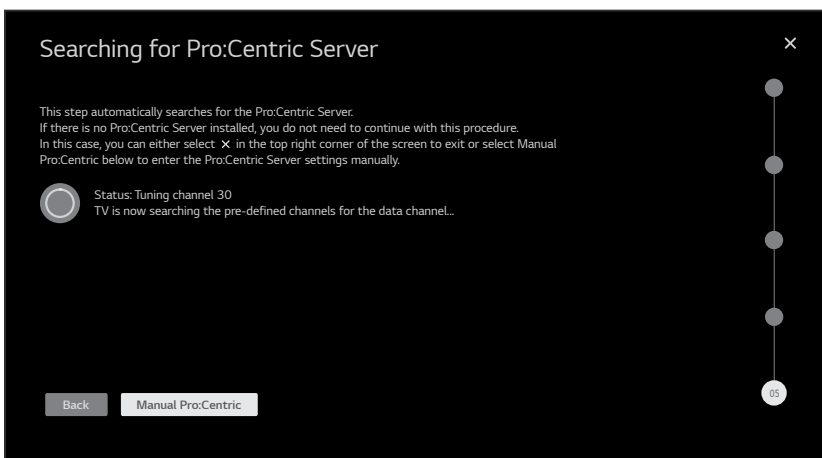 Searching for Pro:Centric Server
This step automatically searches for the Pro:Centric Server.
If there is no Pro:Centric Server installed, you do not need to continue with this procedure.
In this case, you can either select × in the top right corner of the screen to exit or select Manual
Pro:Centric below to enter the Pro:Centric Server settings manually.
Status: Tuning channel 30
TV is now searching the pre-defined channels for the data channel...
Back
Manual Pro:Centric
05